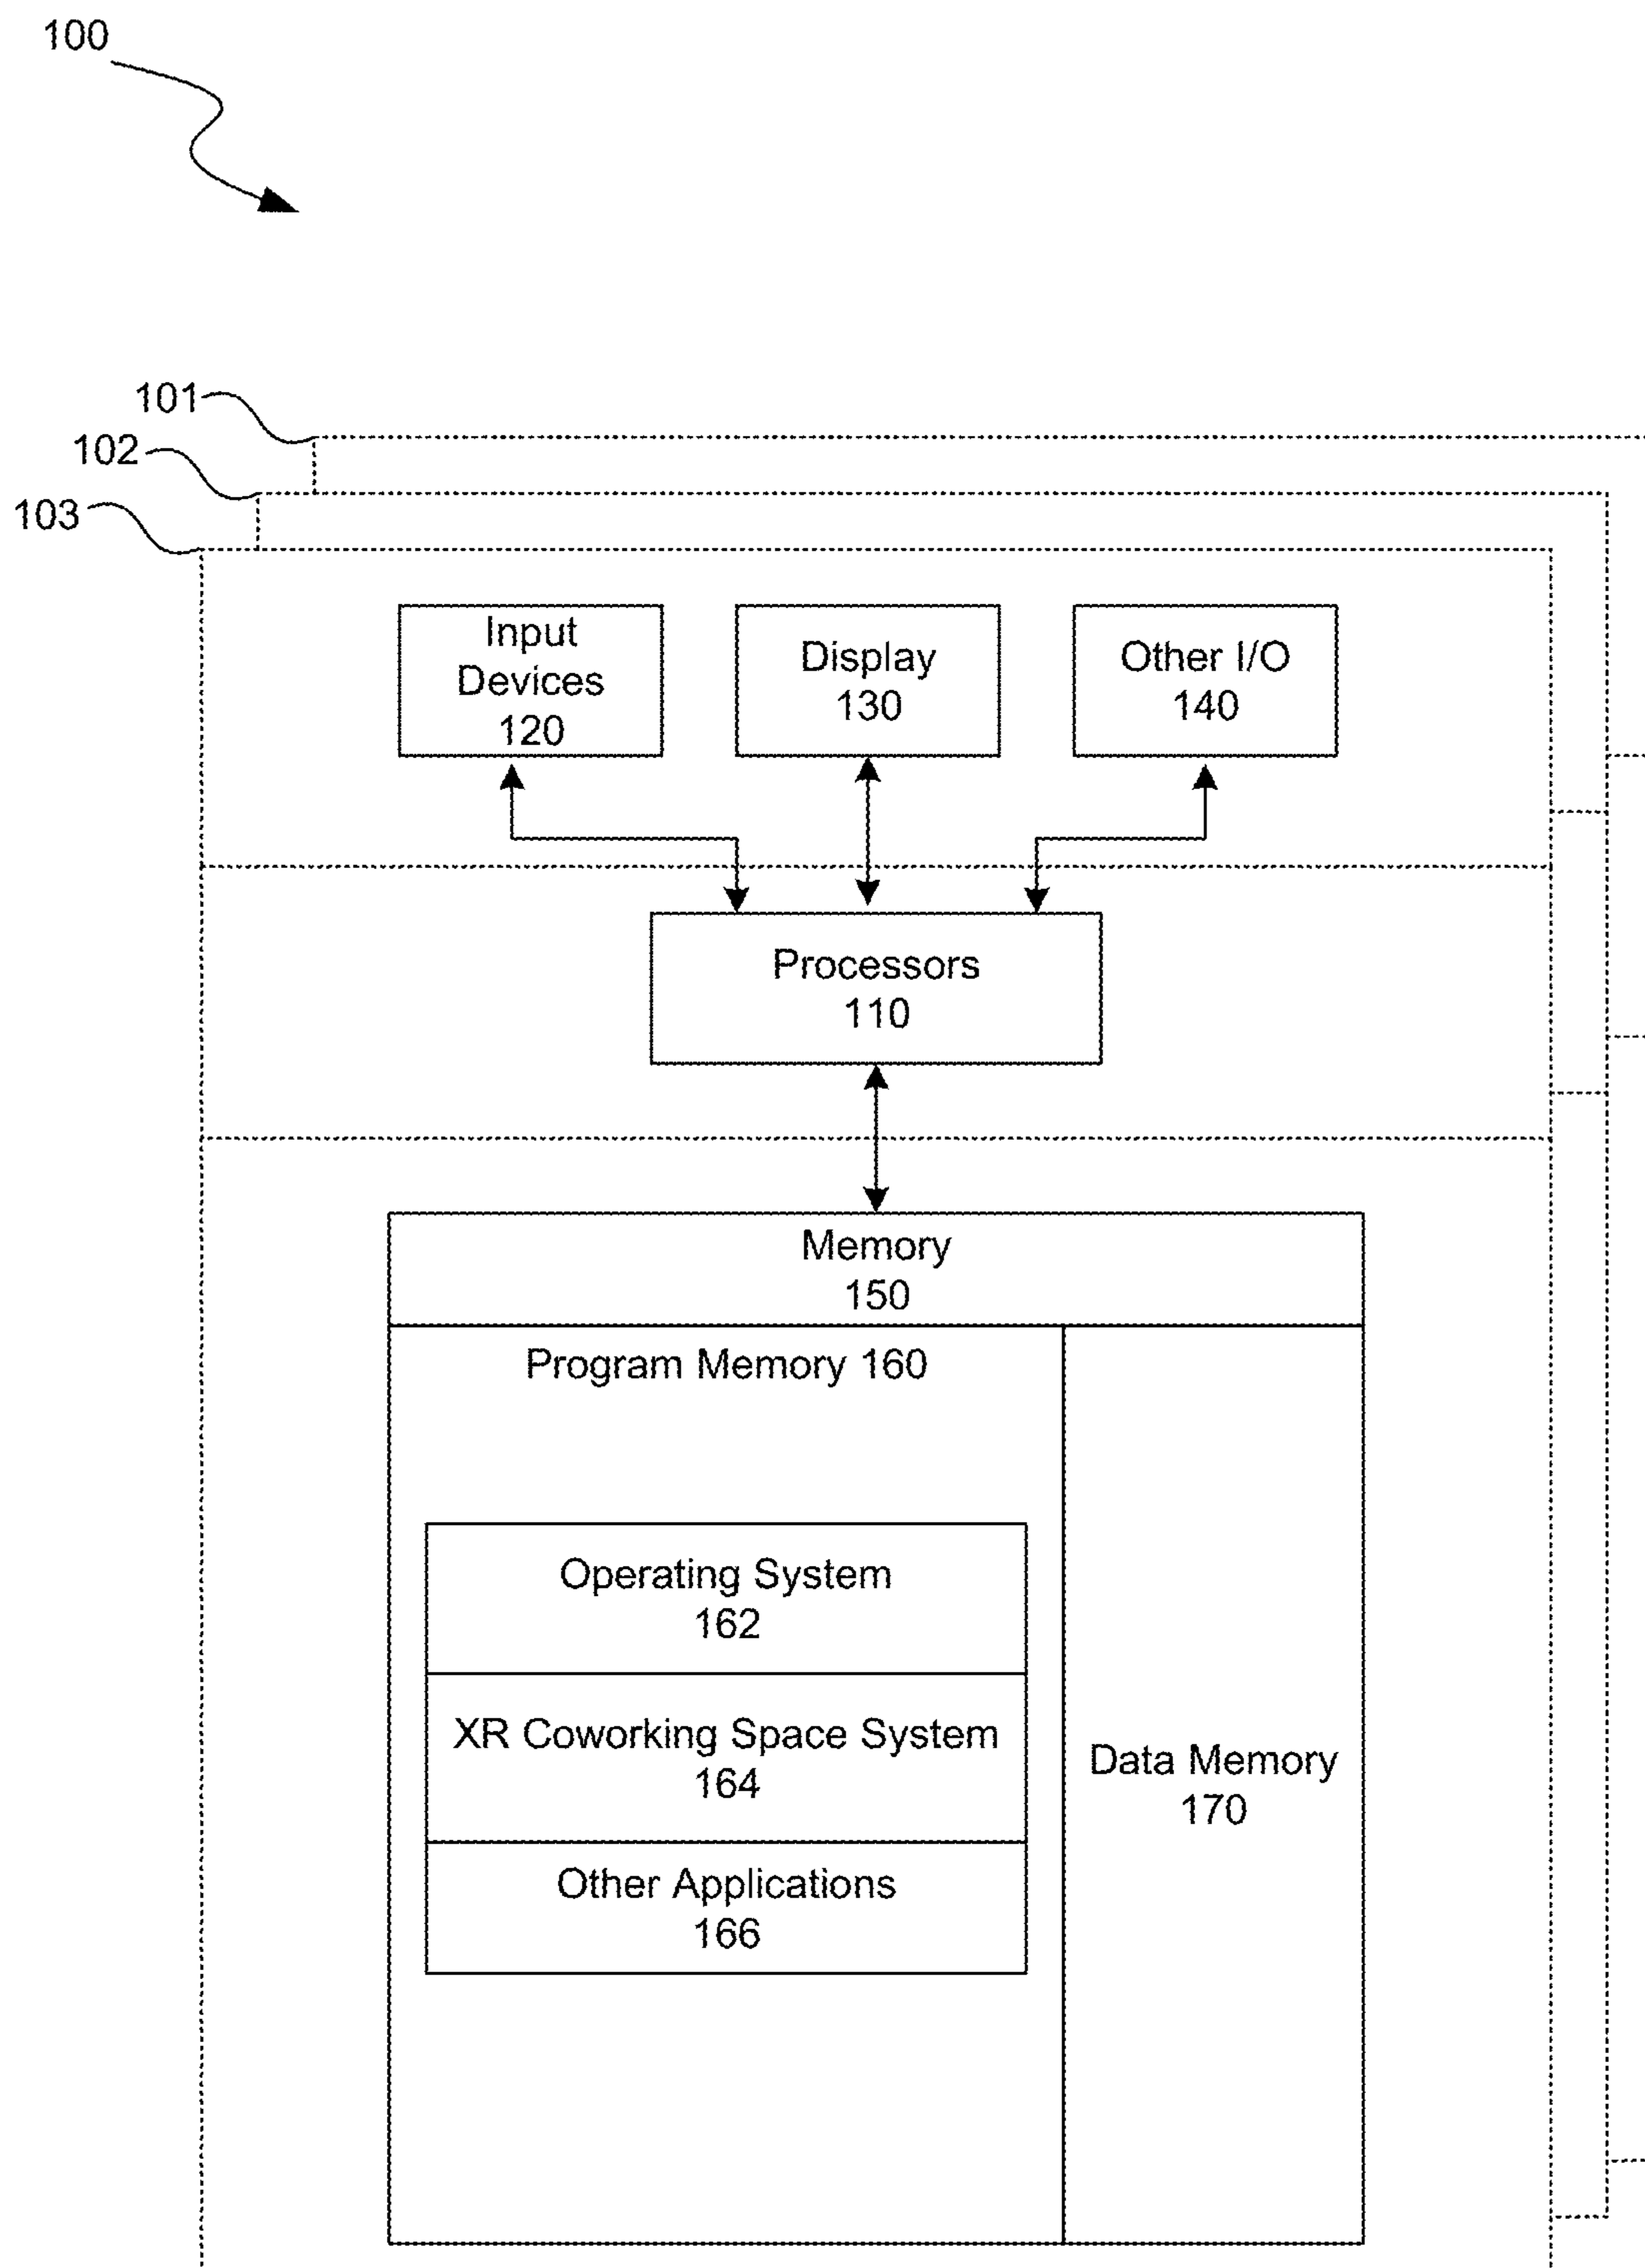 100
101
102
103
Input
Devices
120
Display
130
Other I/O
140
Processors
110
Memory
150
Program Memory 160
Operating System
162
XR Coworking Space System
164
Other Applications
166
Data Memory
170